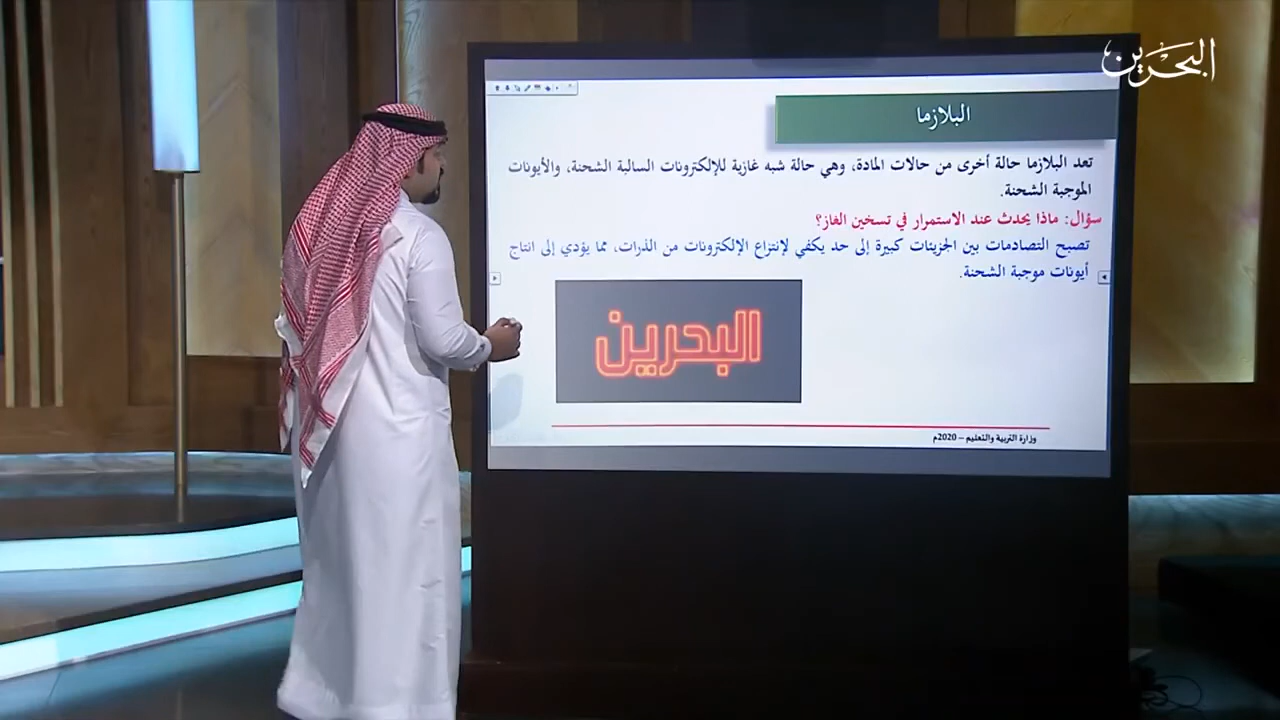 البحرين
البلازما
تعد البلازما حالة أخرى من حالات المادة، وهي حالة شبه غازية للإلكترونات السالبة الشحنة، والأيونات
الموجبة الشحنة.
سؤال: ماذا يحدث عند الاستمرار في تسخين الغاز؟
تصبح التصادمات بين الجزيئات كبيرة إلى حد يكفي لإنتزاع الإلكترونات من الذرات، مما يؤدي إلى انتاج
أيونات موجبة الشحنة.
البحرين
وزارة التربية والتعليم – 2020م